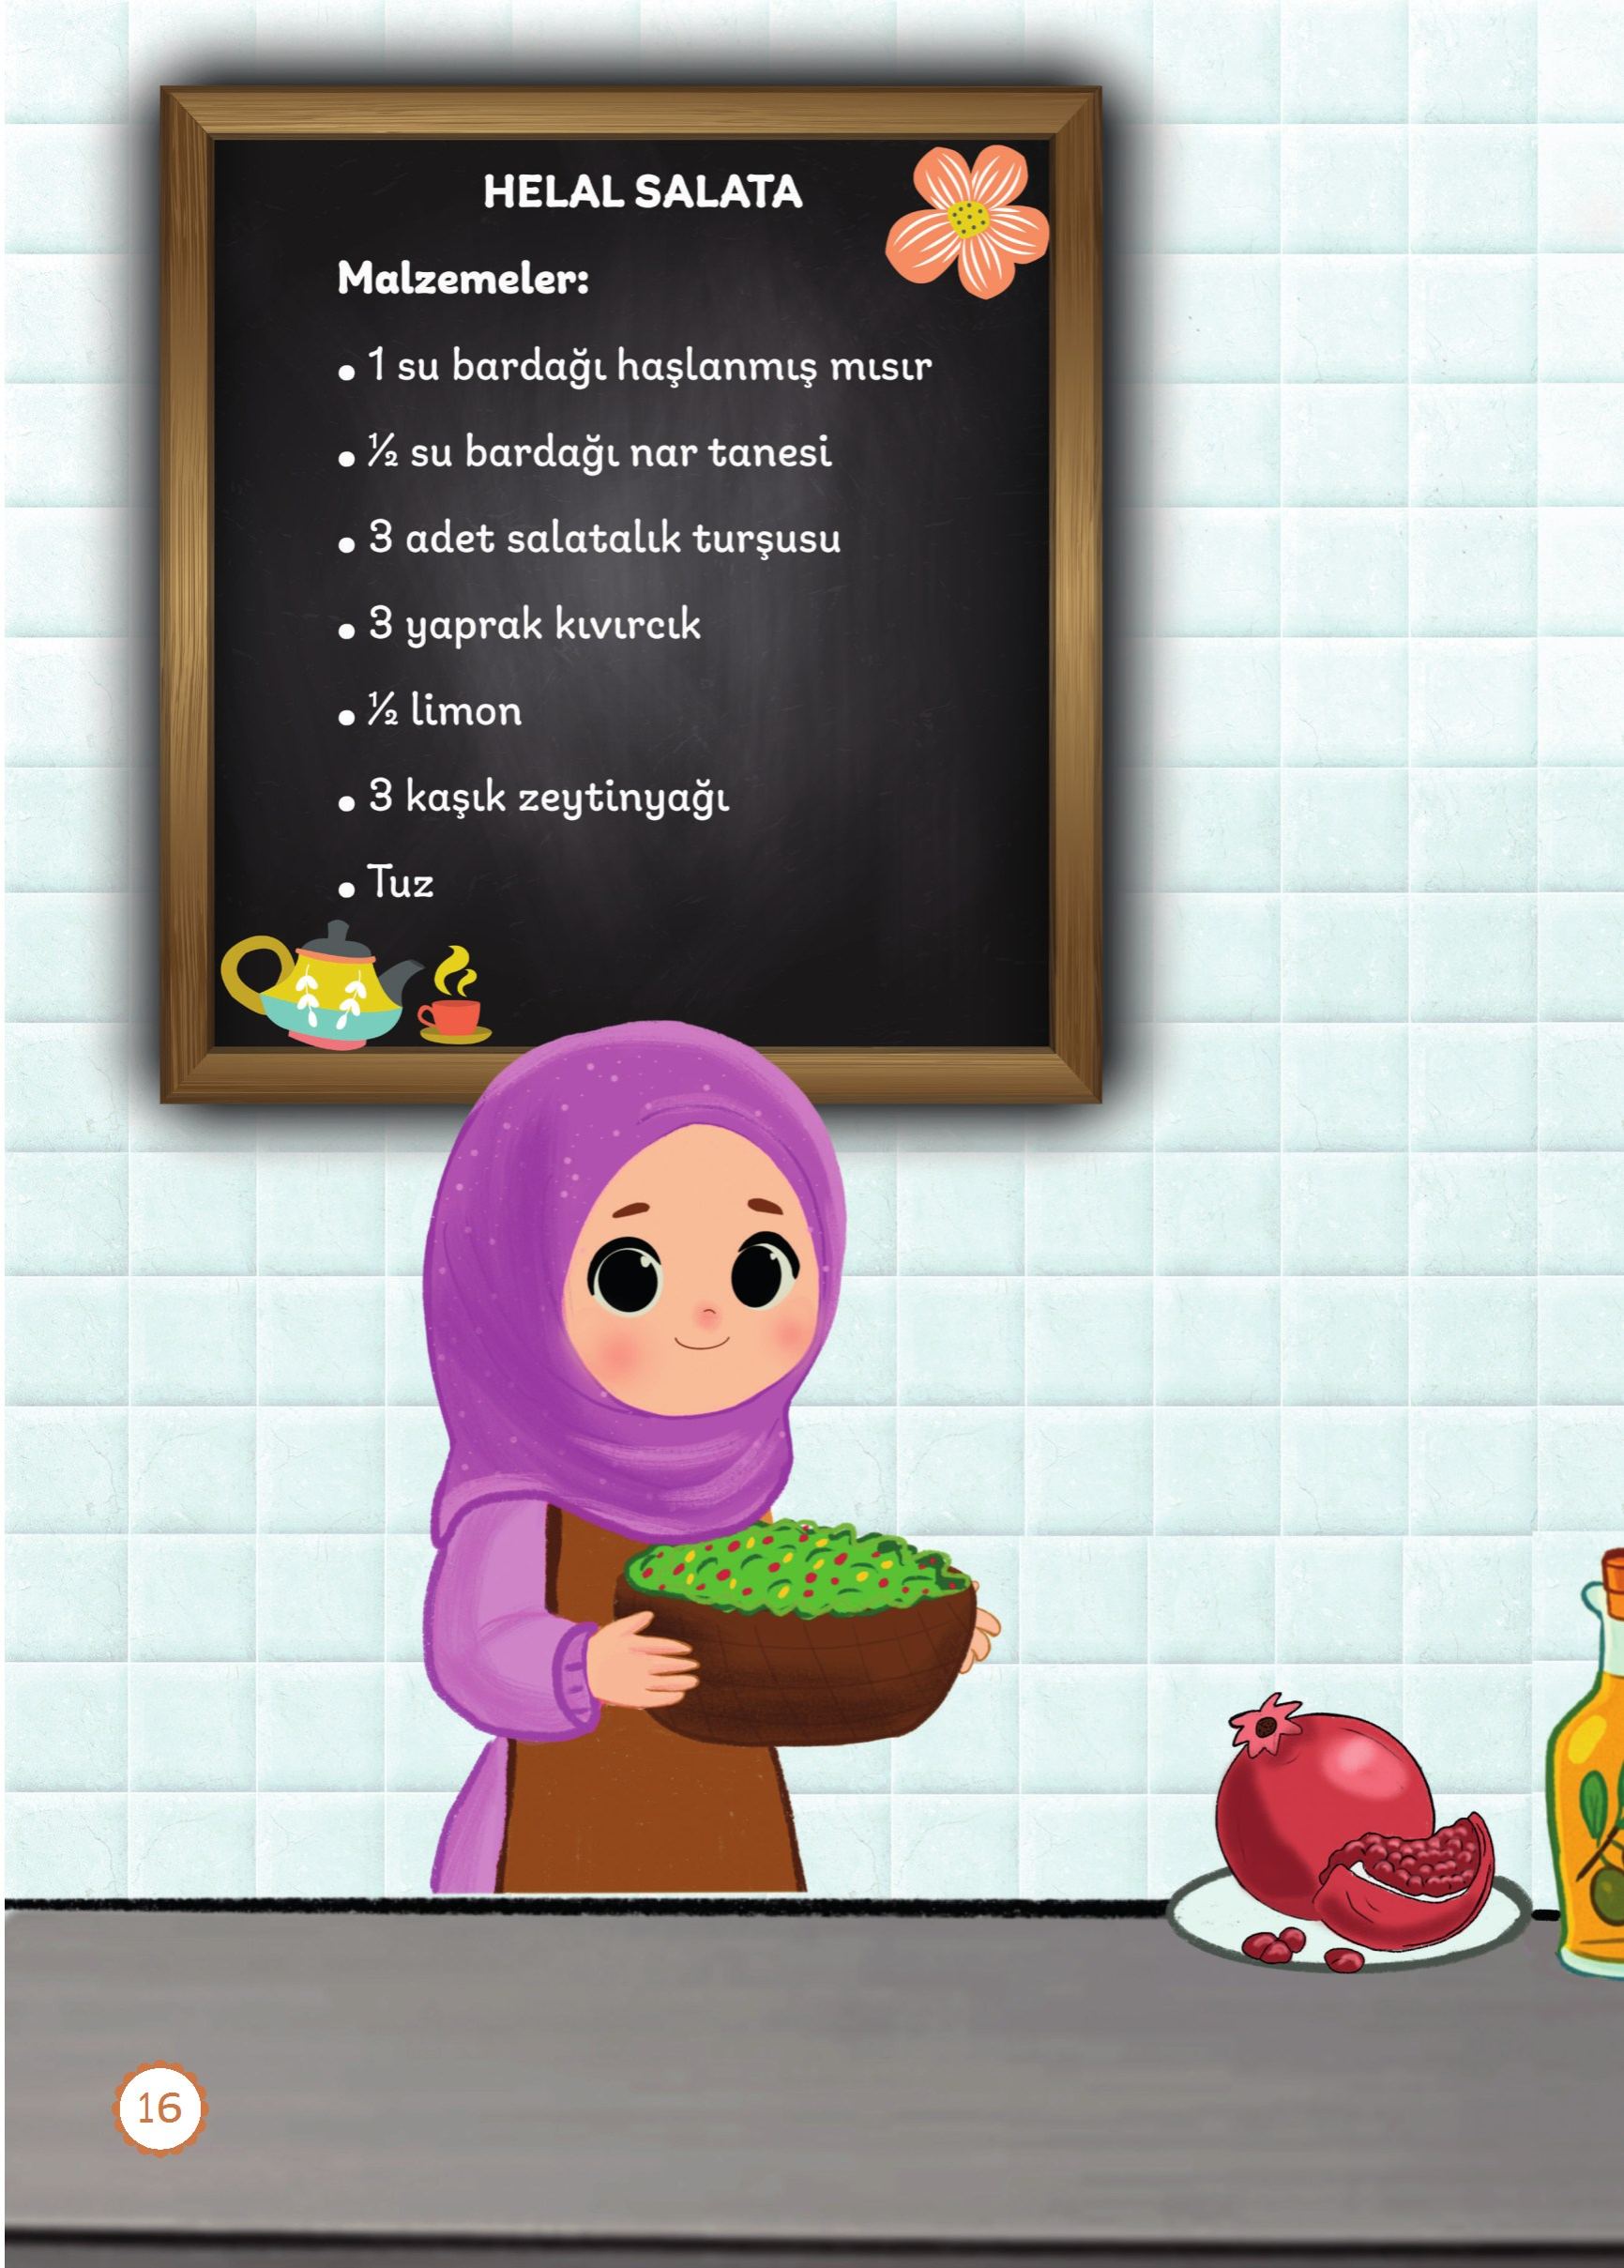 HELAL SALATA
Malzemeler:
• 1 su bardağı haşlanmış mısır
• ½ su bardağı nar tanesi
• 3 adet salatalık turşusu
• 3 yaprak kıvırcık
• ½ limon
• 3 kaşık zeytinyağı
• Tuz
16